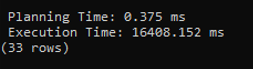 Planning Time: 0.375 ms
Execution Time: 16408.152 ms
(33 rows)